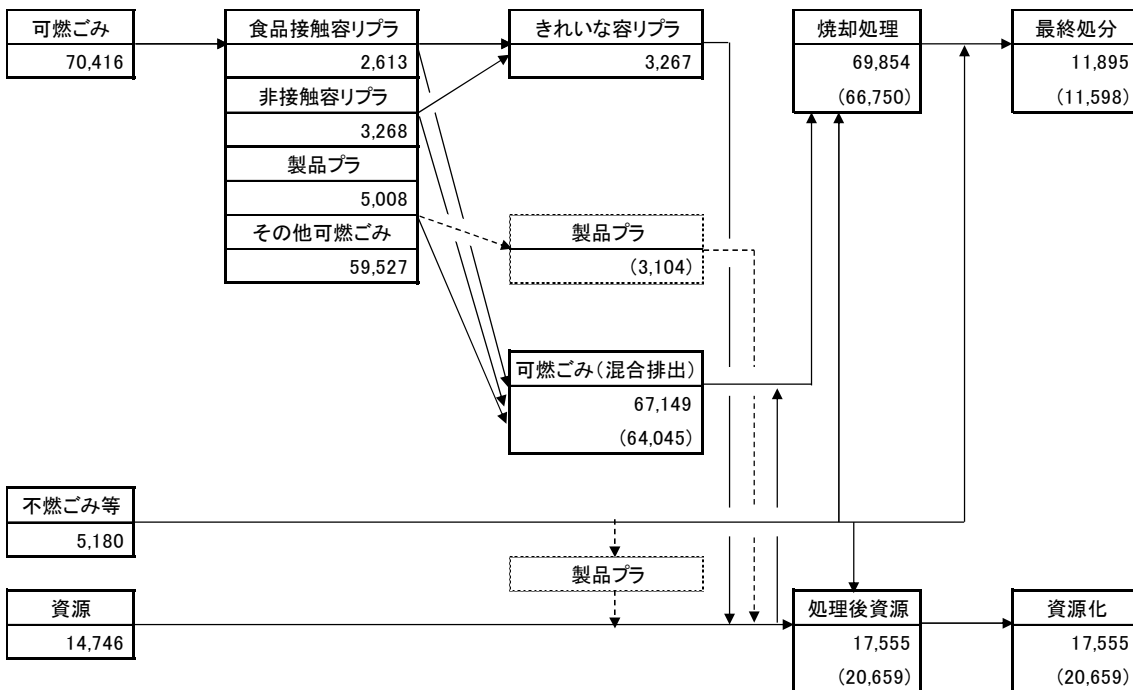 可燃ごみ
70,416
食品接触容リプラ
2,613
非接触容リプラ
3,268
製品プラ
5,008
その他可燃ごみ
59,527
きれいな容リプラ
3,267
製品プラ
(3,104)
可燃ごみ(混合排出)
67,149
(64,045)
焼却処理
69,854
(66,750)
最終処分
11,895
(11,598)
不燃ごみ等
5,180
製品プラ
資源
14,746
処理後資源
17,555
(20,659)
資源化
17,555
(20,659)